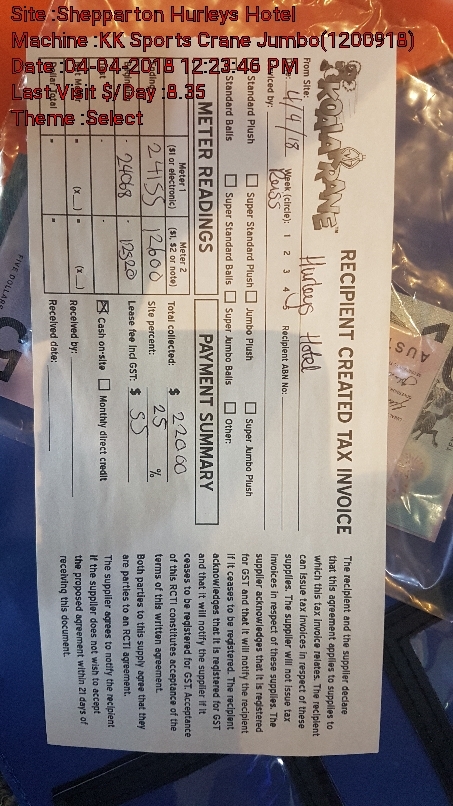 Site :Shepparton Hurleys Hotel
Machine :KK Sports Crane Jumbo(1200918)
Date :04-04-2018 12:23:46 PM
Last Visit $/Day :8.35
Theme :Select
KOALA KRANE
TM
RECIPIENT CREATED TAX INVOICE
From Site: Hurleys Hotel
4/4/18 Week (circle): 1 2 3 4 5 Recipient ABN No:
Serviced by: Ross
Standard Plush Super Standard Plush Jumbo Plush Super Jumbo Plush
Standard Balls Super Standard Balls Super Jumbo Balls Other:
METER READINGS
Meter 1 Meter 2
($1 or electronic) ($1, $2 or note)
24155 12600
24068 12520
(x ) (x )
PAYMENT SUMMARY
Total collected: $ 220.00
Site percent: 25 %
Lease fee incl GST: $ 55
Cash on-site Monthly direct credit
Received by:
Received date:
The recipient and the supplier declare
that this agreement applies to supplies to
which this tax invoice relates. The recipient
can issue tax invoices in respect of these
supplies. The supplier will not issue tax
invoices in respect of these supplies. The
supplier acknowledges that it is registered
for GST and that it will notify the recipient
if it ceases to be registered. The recipient
acknowledges that it is registered for GST
and that it will notify the supplier if it
ceases to be registered for GST. Acceptance
of this RCTI constitutes acceptance of the
terms of this written agreement.
Both parties to this supply agree that they
are parties to an RCTI agreement.
The supplier agrees to notify the recipient
if the supplier does not wish to accept
the proposed agreement within 21 days of
receiving this document.
FIVE DOLLARS
AUS